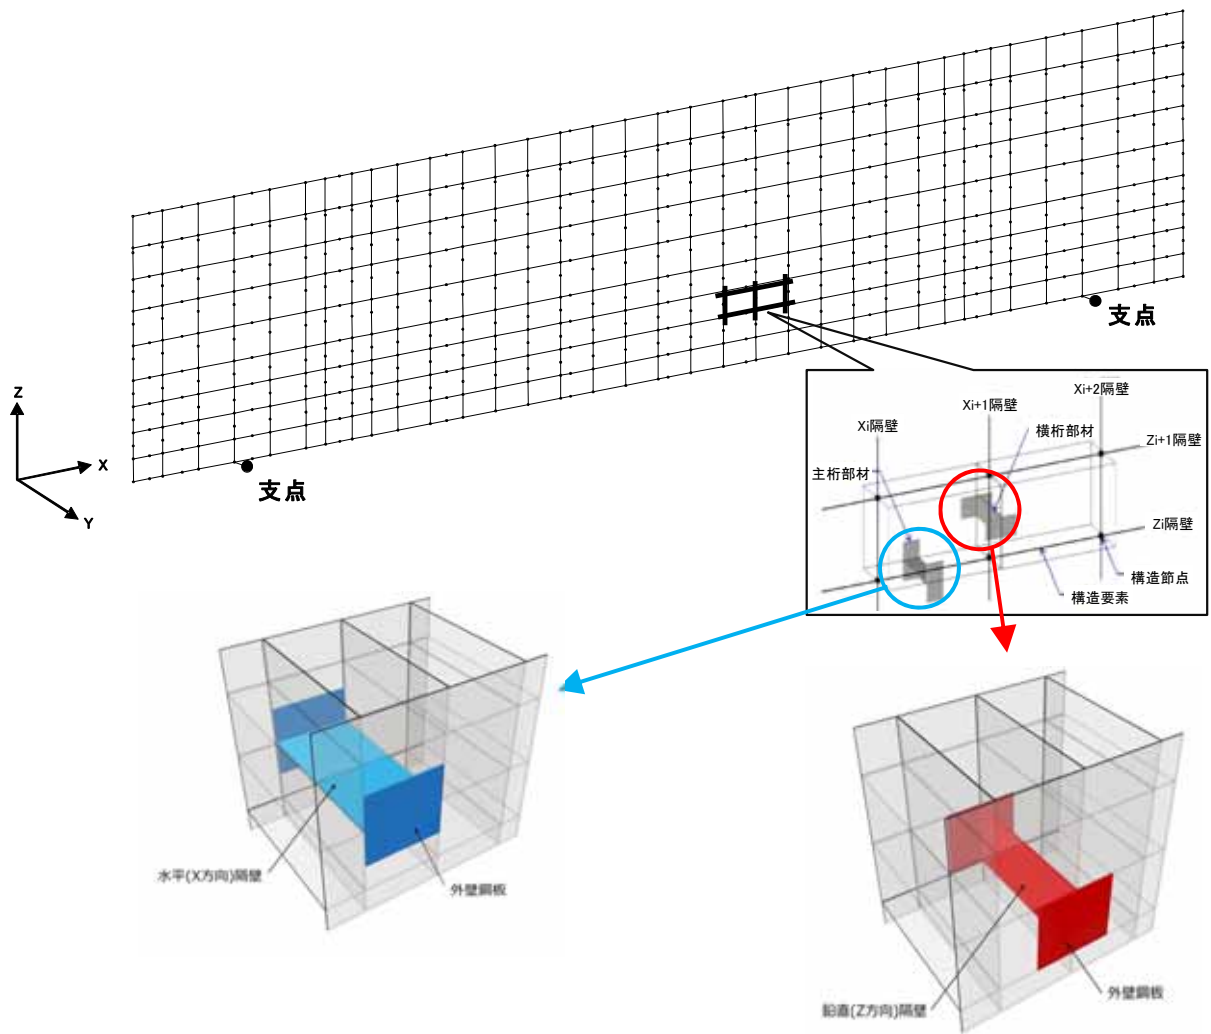 支点
Z
X
Y
支点
Xi+2隔壁
Xi+1隔壁
Xi隔壁
横桁部材
Zi+1隔壁
主桁部材
Zi隔壁
構造節点
構造要素
水平(X方向)隔壁
外壁鋼板
鉛直(Z方向)隔壁
外壁鋼板